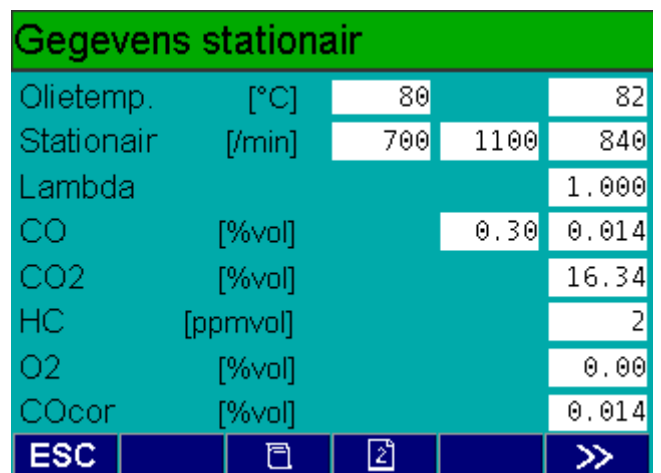 Gegevens stationair
Olietemp. [°C] 80 82
Stationair [/min] 700 1100 840
Lambda 1.000
CO [%vol] 0.30 0.014
CO2 [%vol] 16.34
HC [ppmvol] 2
O2 [%vol] 0.00
COcor [%vol] 0.014
ESC 2 >>